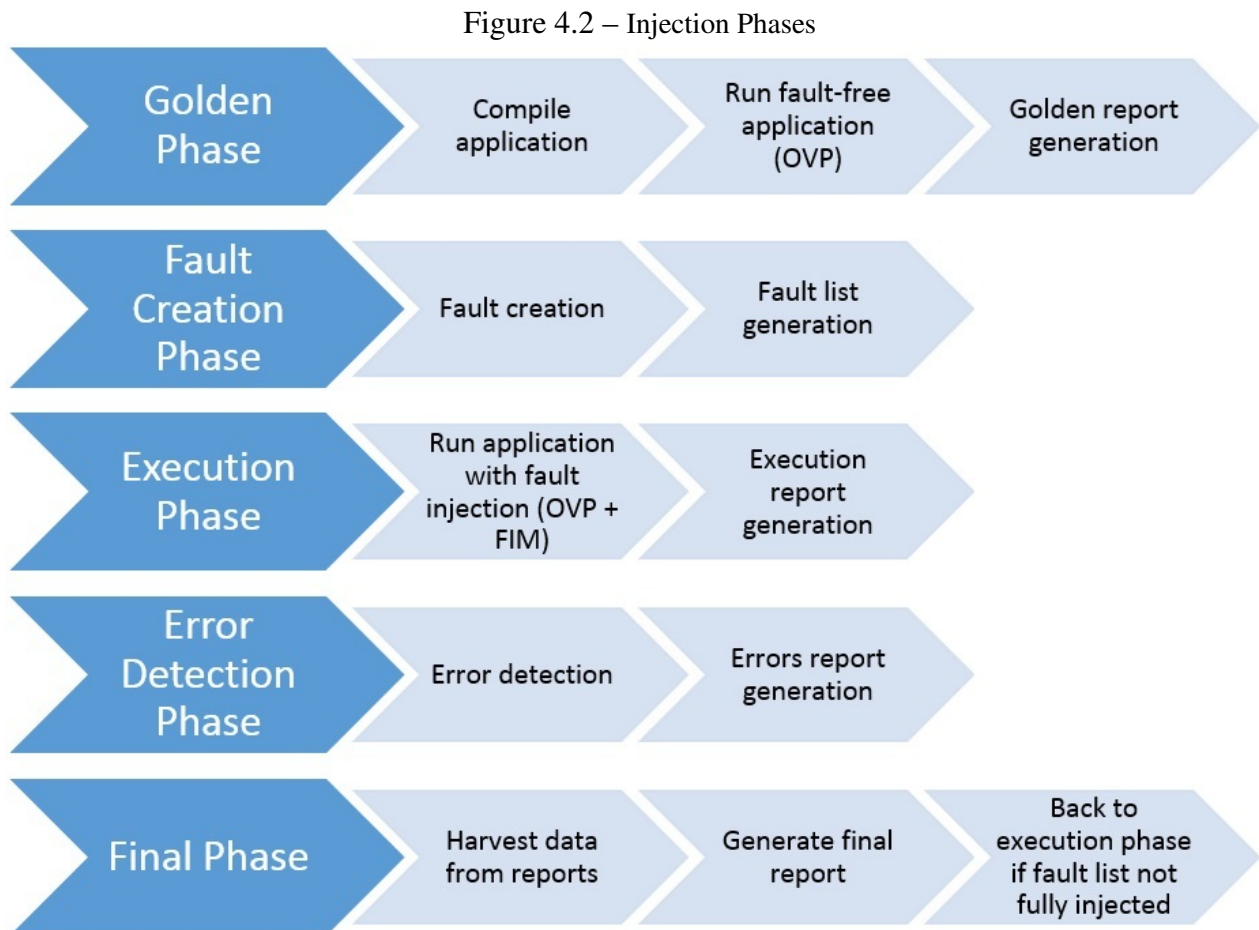 Figure 4.2 – Injection Phases
Golden
Phase
Compile
application
Run fault-free
application
(OVP)
Golden report
generation
Fault
Creation
Phase
Fault creation
Fault list
generation
Execution
Phase
Run application
with fault
injection (OVP +
FIM)
Execution
report
generation
Error
Detection
Phase
Error detection
Errors report
generation
Final Phase
Harvest data
from reports
Generate final
report
Back to
execution phase
if fault list not
fully injected